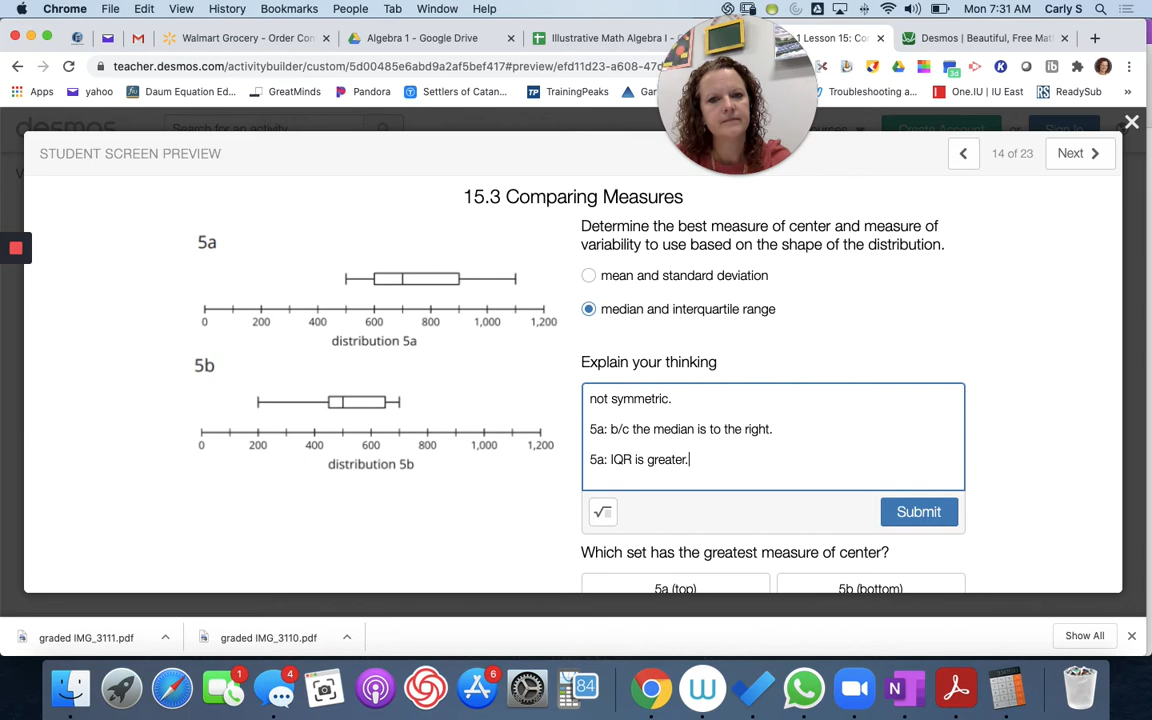 Chrome File Edit View History Bookmarks People Tab Window Help Mon 7:31 AM Carly S
Walmart Grocery - Order Con
Algebra 1 - Google Drive
Illustrative Math Algebra I -
1 Lesson 15: Co
Desmos | Beautiful, Free Mat
teacher.desmos.com/activitybuilder/custom/5d00485e6abd9a2af5bef417#preview/efd11d23-a608-47d
Apps yahoo Daum Equation Ed... GreatMinds Pandora Settlers of Catan... TrainingPeaks Troubleshooting a... One.IU | IU East ReadySub »
STUDENT SCREEN PREVIEW
14 of 23
Next
15.3 Comparing Measures
5a
0 200 400 600 800 1,000 1,200
distribution 5a
5b
0 200 400 600 800 1,000 1,200
distribution 5b
Determine the best measure of center and measure of
variability to use based on the shape of the distribution.
mean and standard deviation
median and interquartile range
Explain your thinking
not symmetric.
5a: b/c the median is to the right.
5a: IQR is greater.
Submit
Which set has the greatest measure of center?
5a (top)
5b (bottom)
graded IMG_3111.pdf
graded IMG_3110.pdf
Show All
1
4
6
84